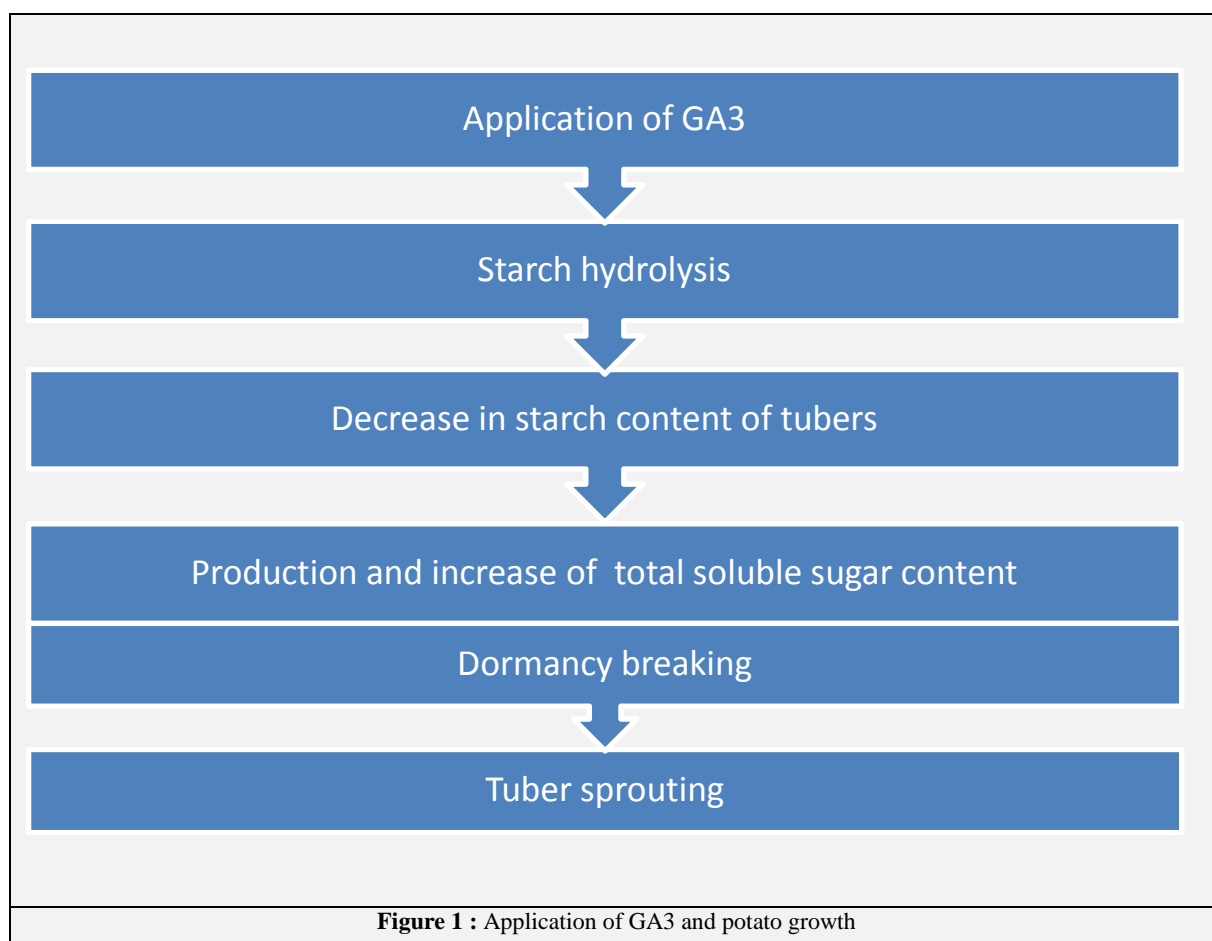 Application of GA3
Starch hydrolysis
Decrease in starch content of tubers
Production and increase of  total soluble sugar content
Dormancy breaking
Tuber sprouting
Figure 1 : Application of GA3 and potato growth